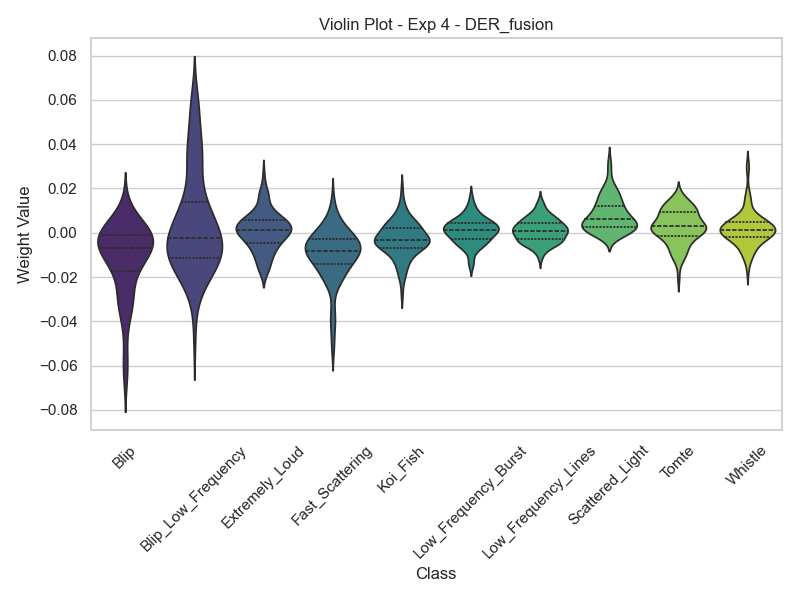 Violin Plot - Exp 4 - DER_fusion
0.08
0.06
0.04
0.02
0.00
−0.02
−0.04
−0.06
−0.08
Weight Value
Blip
Blip_Low_Frequency
Extremely_Loud
Fast_Scattering
Koi_Fish
Low_Frequency_Burst
Low_Frequency_Lines
Scattered_Light
Tomte
Whistle
Class